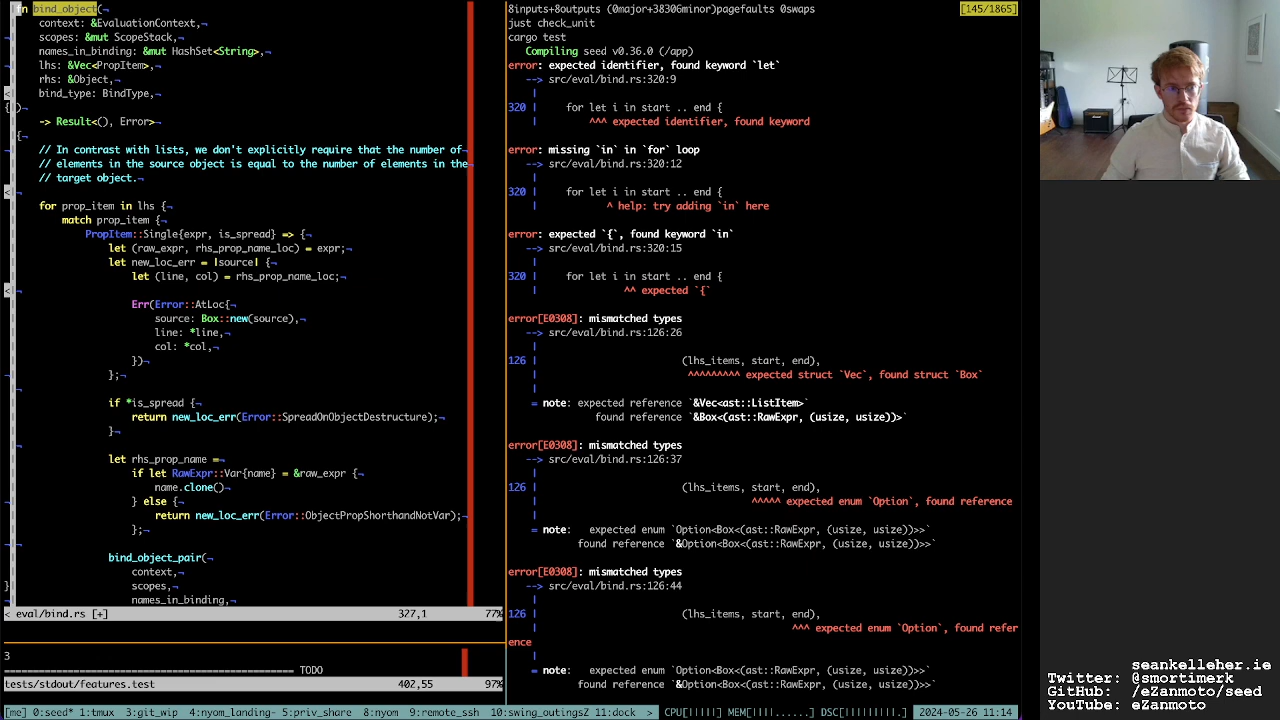 fn bind_object(¬
context: &EvaluationContext,¬
scopes: &mut ScopeStack,¬
names_in_binding: &mut HashSet<String>,¬
lhs: &Vec<PropItem>,¬
rhs: &Object,¬
bind_type: BindType,¬
)¬
-> Result<(), Error>¬
{¬
// In contrast with lists, we don't explicitly require that the number of¬
// elements in the source object is equal to the number of elements in the¬
// target object.¬
for prop_item in lhs {¬
match prop_item {¬
PropItem::Single{expr, is_spread} => {¬
let (raw_expr, rhs_prop_name_loc) = expr;¬
let new_loc_err = |source| {¬
let (line, col) = rhs_prop_name_loc;¬
Err(Error::AtLoc{¬
source: Box::new(source),¬
line: *line,¬
col: *col,¬
})¬
};¬
if *is_spread {¬
return new_loc_err(Error::SpreadOnObjectDestructure);¬
}¬
let rhs_prop_name =¬
if let RawExpr::Var{name} = &raw_expr {¬
name.clone()¬
} else {¬
return new_loc_err(Error::ObjectPropShorthandNotVar);¬
};¬
bind_object_pair(¬
context,¬
scopes,¬
names_in_binding,¬
< eval/bind.rs [+] 327,1 77%
3
================================================== TODO
tests/stdout/features.test 402,55 97%
8inputs+8outputs (0major+38306minor)pagefaults 0swaps [145/1865]
just check_unit
cargo test
Compiling seed v0.36.0 (/app)
error: expected identifier, found keyword `let`
--> src/eval/bind.rs:320:9
|
320 | for let i in start .. end {
| ^^^ expected identifier, found keyword
error: missing `in` in `for` loop
--> src/eval/bind.rs:320:12
|
320 | for let i in start .. end {
| ^ help: try adding `in` here
error: expected `{`, found keyword `in`
--> src/eval/bind.rs:320:15
|
320 | for let i in start .. end {
| ^^ expected `{`
error[E0308]: mismatched types
--> src/eval/bind.rs:126:26
|
126 | (lhs_items, start, end),
| ^^^^^^^^^ expected struct `Vec`, found struct `Box`
|
= note: expected reference `&Vec<ast::ListItem>`
found reference `&Box<(ast::RawExpr, (usize, usize))>`
error[E0308]: mismatched types
--> src/eval/bind.rs:126:37
|
126 | (lhs_items, start, end),
| ^^^^^ expected enum `Option`, found reference
|
= note: expected enum `Option<Box<(ast::RawExpr, (usize, usize))>>`
found reference `&Option<Box<(ast::RawExpr, (usize, usize))>>`
error[E0308]: mismatched types
--> src/eval/bind.rs:126:44
|
126 | (lhs_items, start, end),
| ^^^ expected enum `Option`, found refer
ence
|
= note: expected enum `Option<Box<(ast::RawExpr, (usize, usize))>>`
found reference `&Option<Box<(ast::RawExpr, (usize, usize))>>`
seankelleher.ie
Twitter: @smortimerk
GitHub: /eZanmoto/seed
[me] 0:seed* 1:tmux 3:git_wip 4:nyom_landing- 5:priv_share 8:nyom 9:remote_ssh 10:swing_outingsZ 11:dock > CPU[||||] MEM[||||......] DSC[||||||||.] 2024-05-26 11:14